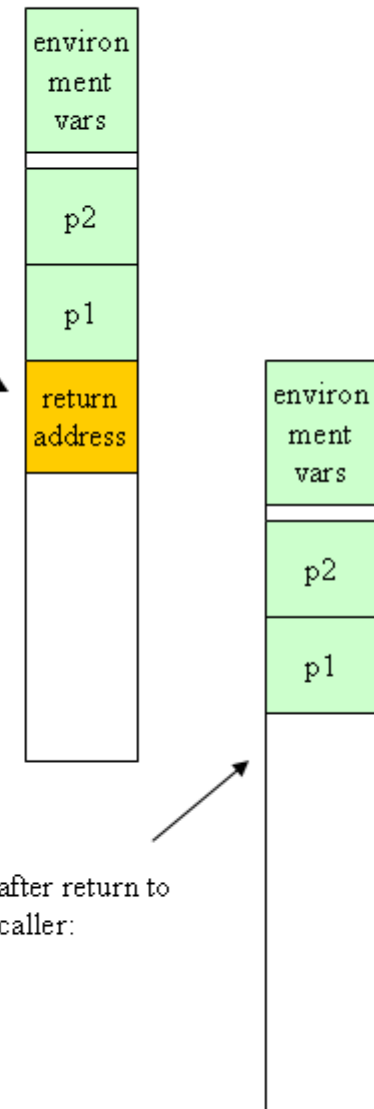 environ
ment
vars
p2
p1
return
address
environ
ment
vars
p2
p1
after return to
caller: